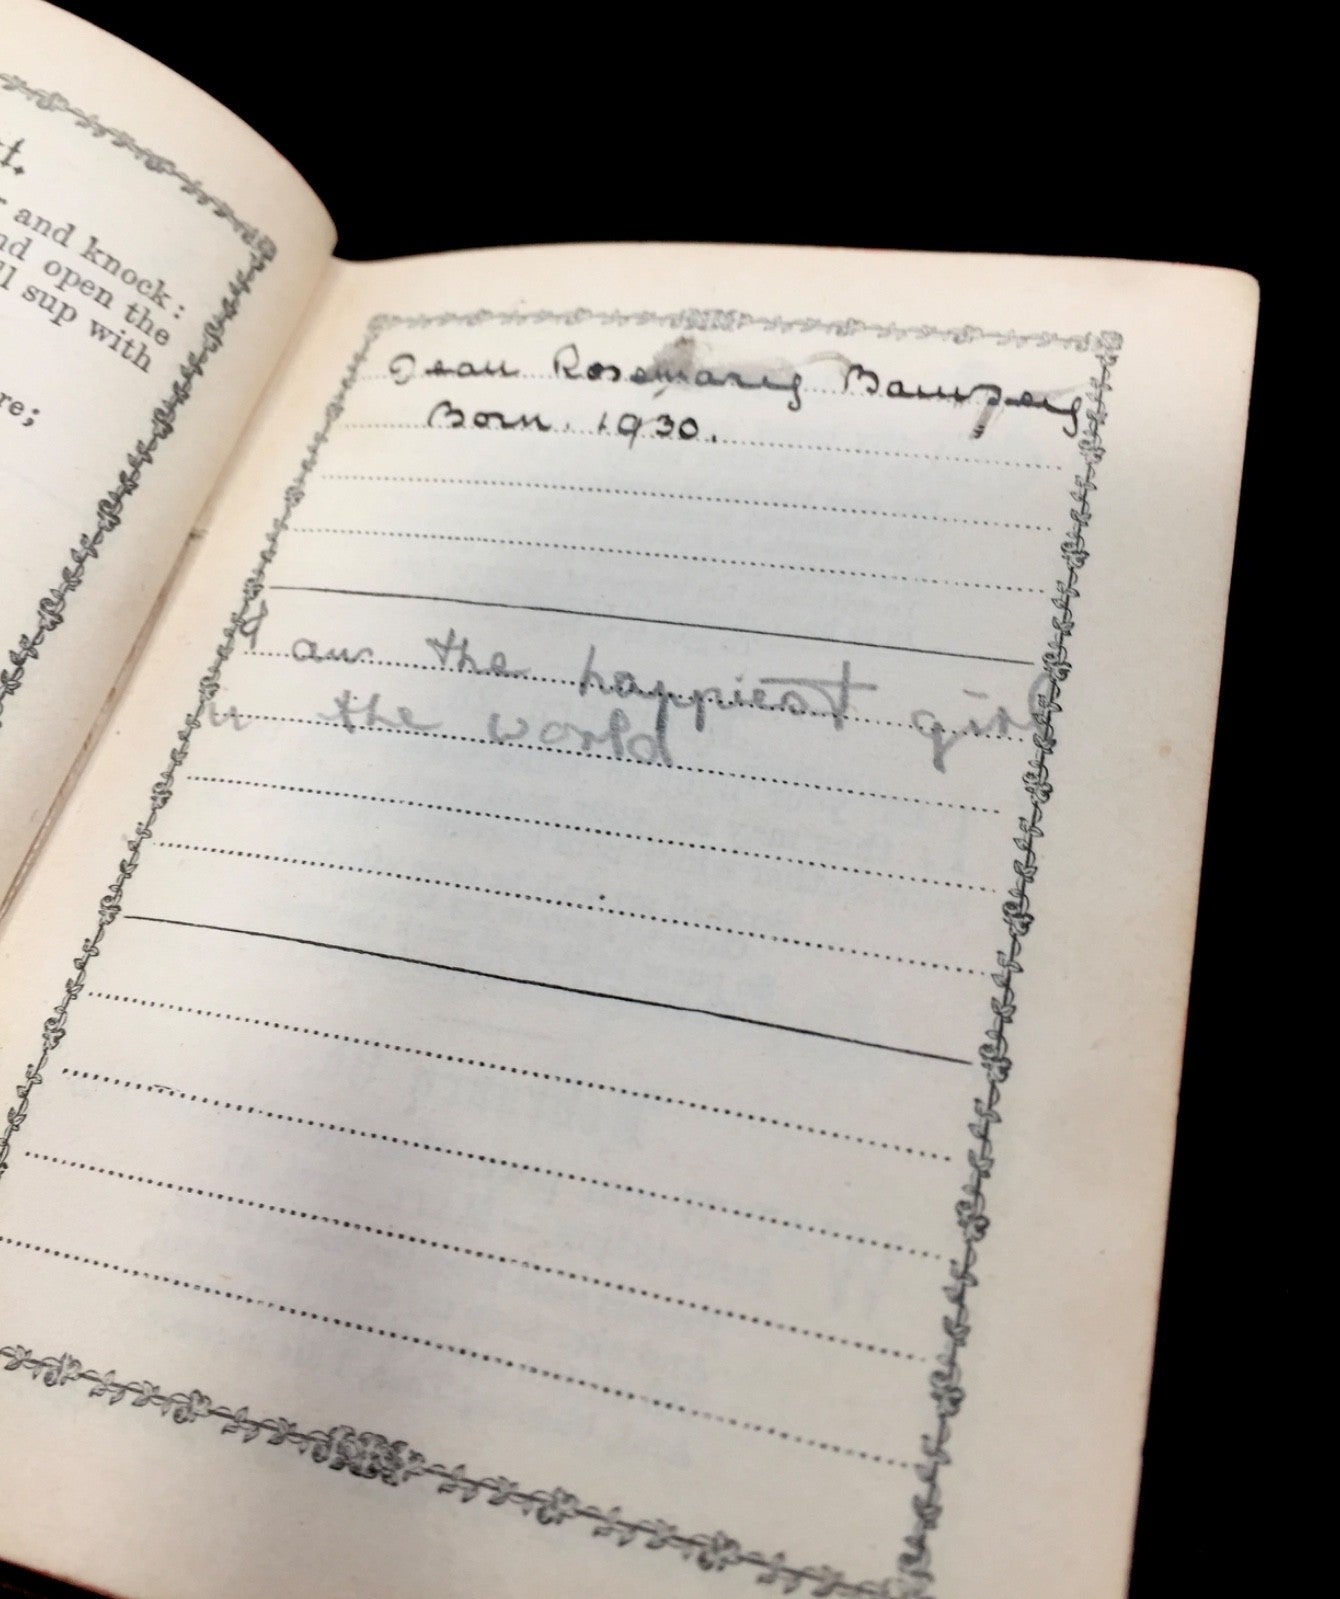 t.
and knock:
nd open the
ll sup with
re;
Jean Rosemary Bampey
Born. 1930.
I am the happiest girl
in the world